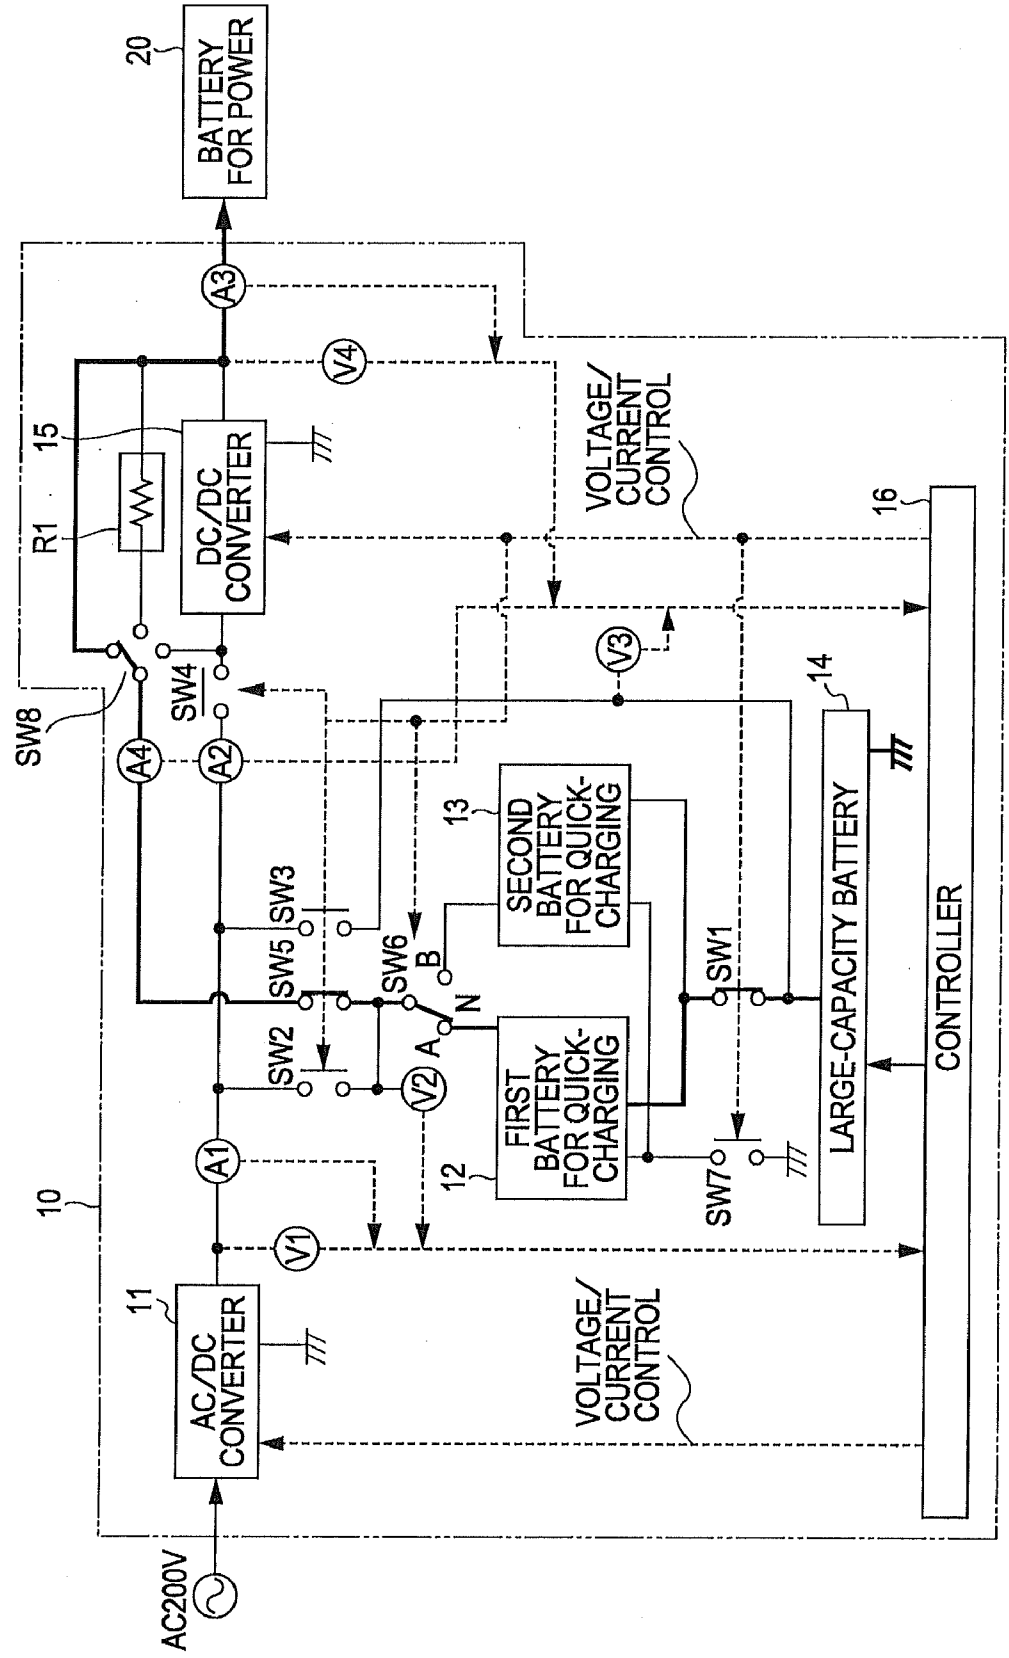 AC200V
10
11
AC/DC
CONVERTER
V1
A1
VOLTAGE/
CURRENT
CONTROL
SW2
SW5
SW3
V2
SW6
A
N
B
12
FIRST
BATTERY
FOR QUICK-
CHARGING
13
SECOND
BATTERY
FOR QUICK-
CHARGING
SW7
SW1
14
LARGE-CAPACITY BATTERY
A4
A2
SW8
SW4
V3
R1
15
DC/DC
CONVERTER
V4
A3
VOLTAGE/
CURRENT
CONTROL
16
CONTROLLER
20
BATTERY
FOR POWER